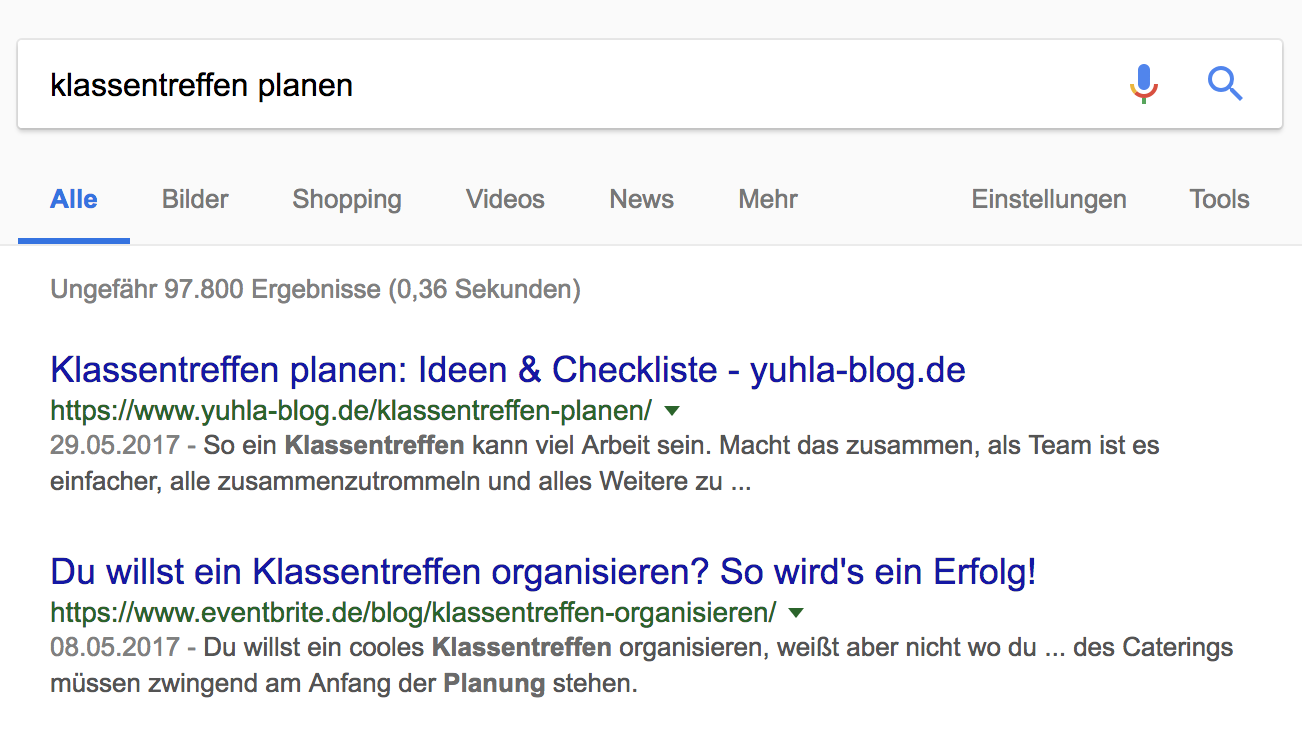 klassentreffen planen
Alle Bilder Shopping Videos News Mehr Einstellungen Tools
Ungefähr 97.800 Ergebnisse (0,36 Sekunden)
Klassentreffen planen: Ideen & Checkliste - yuhla-blog.de
https://www.yuhla-blog.de/klassentreffen-planen/
29.05.2017 - So ein Klassentreffen kann viel Arbeit sein. Macht das zusammen, als Team ist es
einfacher, alle zusammenzutrommeln und alles Weitere zu ...
Du willst ein Klassentreffen organisieren? So wird's ein Erfolg!
https://www.eventbrite.de/blog/klassentreffen-organisieren/
08.05.2017 - Du willst ein cooles Klassentreffen organisieren, weißt aber nicht wo du ... des Caterings
müssen zwingend am Anfang der Planung stehen.